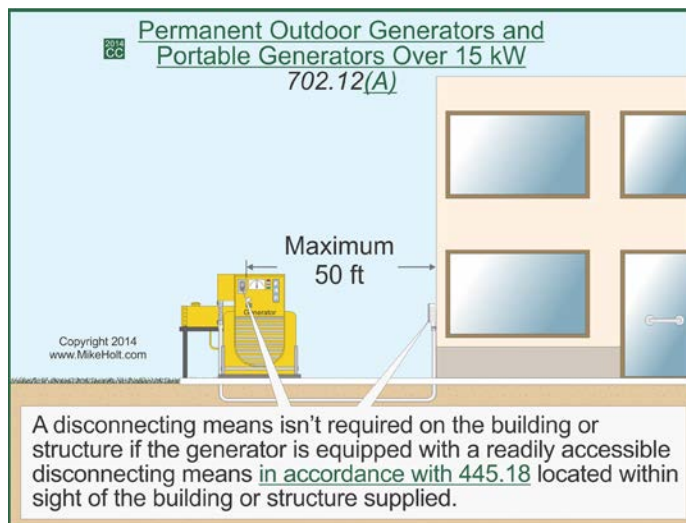 Permanent Outdoor Generators and
2014
CC
Portable Generators Over 15 kW
702.12(A)
Maximum
50 ft
Generator
Copyright 2014
www.MikeHolt.com
A disconnecting means isn't required on the building or
structure if the generator is equipped with a readily accessible
disconnecting means in accordance with 445.18 located within
sight of the building or structure supplied.